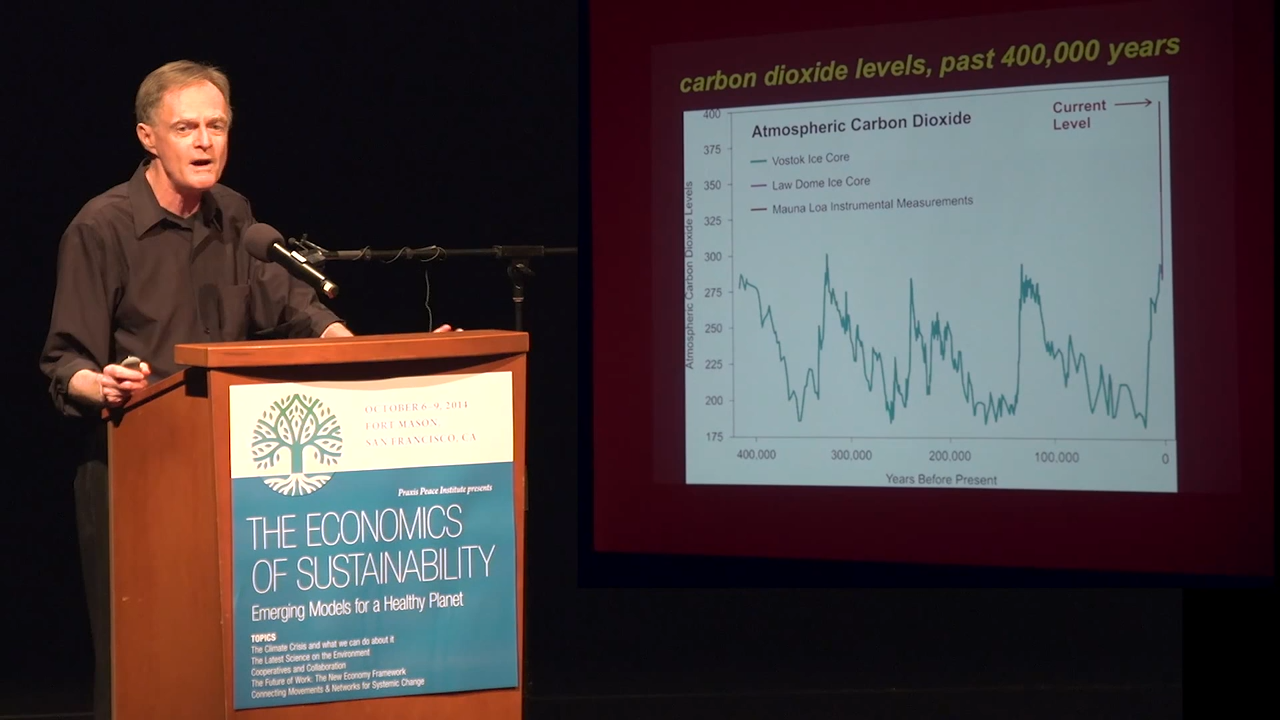 carbon dioxide levels, past 400,000 years
Atmospheric Carbon Dioxide
Current
Level
Vostok Ice Core
Law Dome Ice Core
Mauna Loa Instrumental Measurements
Atmospheric Carbon Dioxide Levels
400
375
350
325
300
275
250
225
200
175
400,000
300,000
200,000
100,000
0
Years Before Present
OCTOBER 6-9, 2014
FORT MASON
SAN FRANCISCO, CA
Praxis Peace Institute presents
THE ECONOMICS
OF SUSTAINABILITY
Emerging Models for a Healthy Planet
TOPICS
The Climate Crisis and what we can do about it
The Latest Science on the Environment
Cooperatives and Collaboration
The Future of Work: The New Economy Framework
Connecting Movements & Networks for Systemic Change